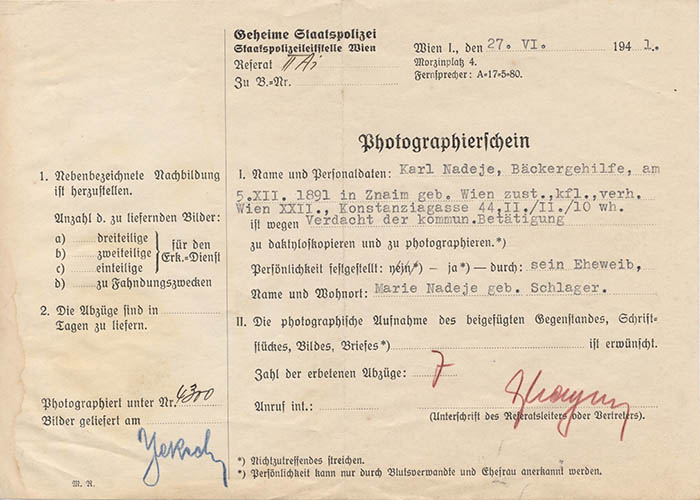 Geheime Staatspolizei
Staatspolizeileitstelle Wien
Referat II A1
Zu B.=Nr.
Wien I., den 27. VI. 194 1.
Morzinplatz 4.
Fernsprecher: A=17=5=80.
Photographierschein
1. Nebenbezeichnete Nachbildung
ist herzustellen.
Anzahl d. zu liefernden Bilder:
a) dreiteilige
b) zweiteilige
c) einteilige
für den
Erk.=Dienst
d) zu Fahndungszwecken
2. Die Abzüge sind in
Tagen zu liefern.
Photographiert unter Nr. 4300
Bilder geliefert am
M. R.
I. Name und Personaldaten: Karl Nadeje, Bäckergehilfe, am
5.XII. 1891 in Znaim geb. Wien zust.,kfl.,verh.
Wien XXII., Konstanziagasse 44,II./II./10 wh.
ist wegen Verdacht der kommun.Betätigung
zu daktyloskopieren und zu photographieren.*)
Persönlichkeit festgestellt: nein*) – ja*) – durch: sein Eheweib,
Name und Wohnort: Marie Nadeje geb. Schlager.
II. Die photographische Aufnahme des beigefügten Gegenstandes, Schrift=
stückes, Bildes, Briefes*) ist erwünscht.
Zahl der erbetenen Abzüge: 7
Anruf int.:
(Unterschrift des Referatsleiters oder Vertreters).
*) Nichtzutreffendes streichen.
*) Persönlichkeit kann nur durch Blutsverwandte und Ehefrau anerkannt werden.